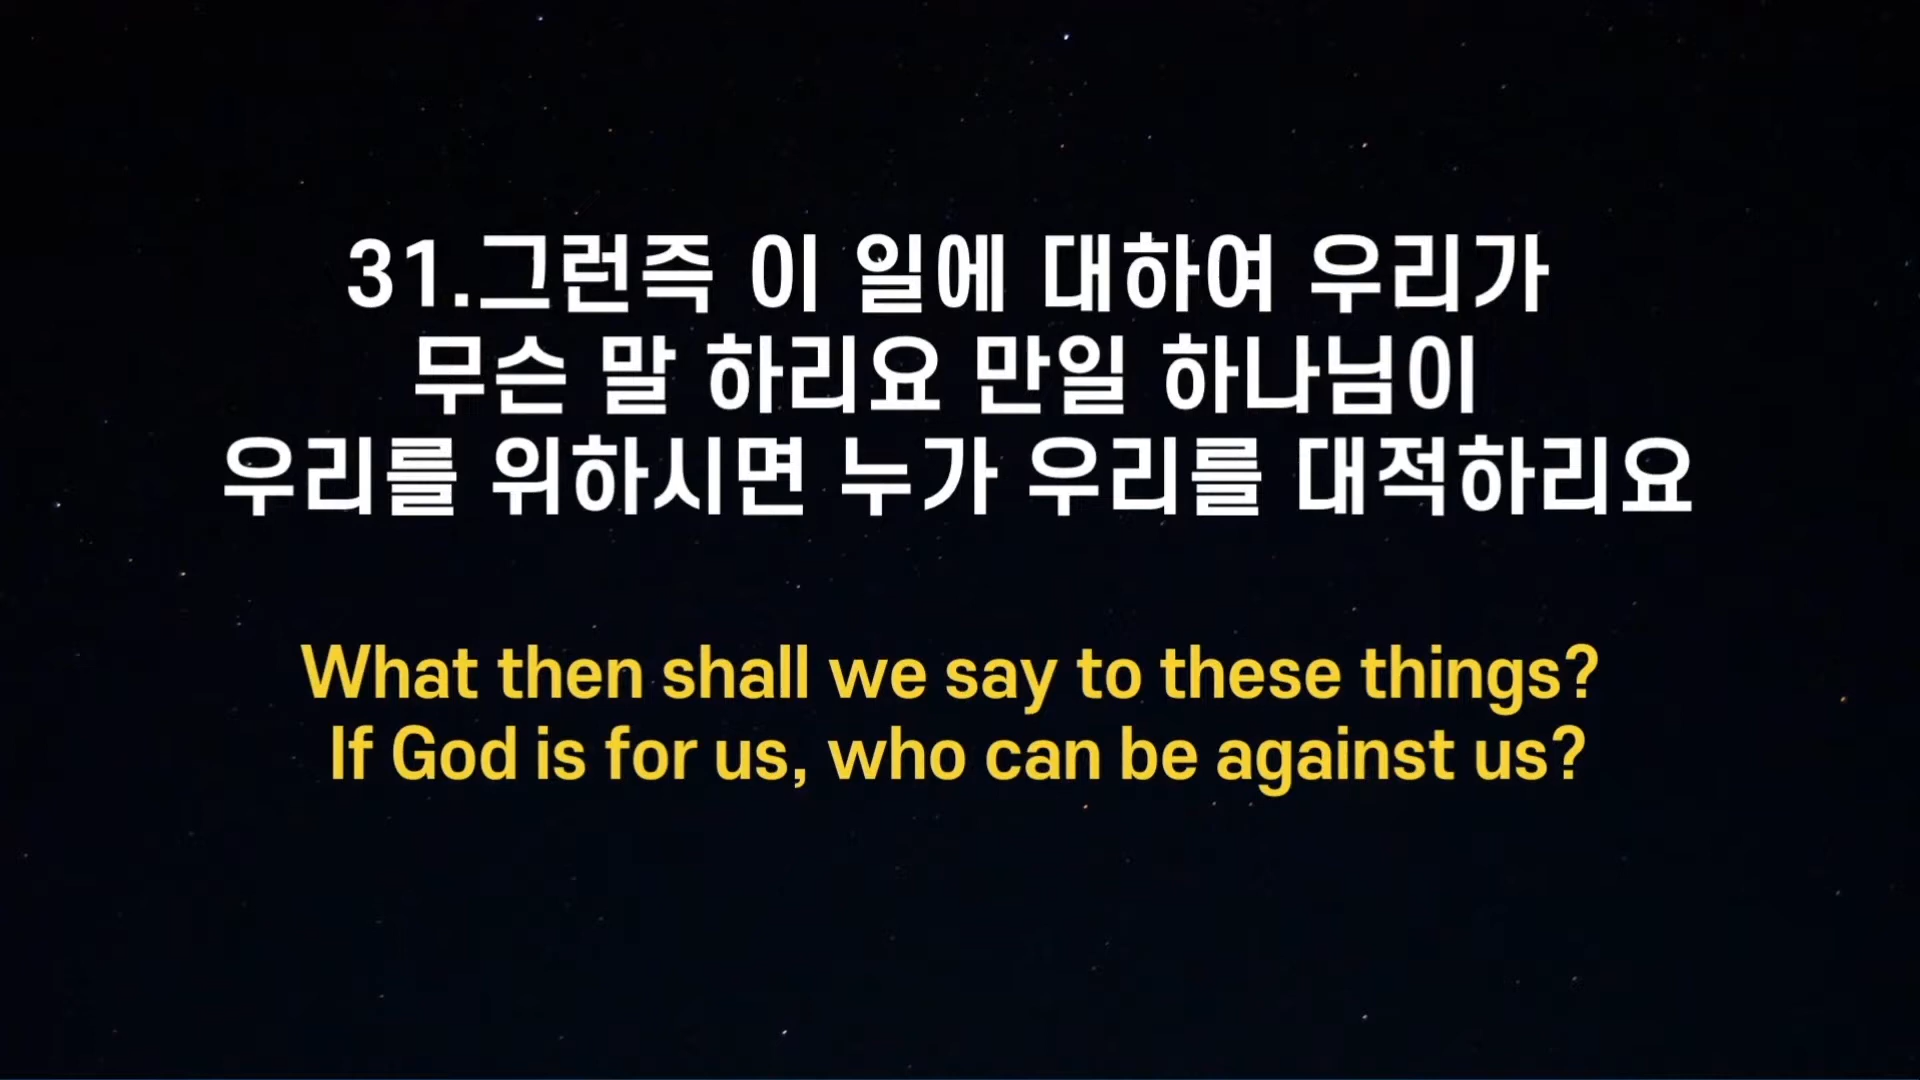 31.그런즉 이 일에 대하여 우리가
무슨 말 하리요 만일 하나님이
우리를 위하시면 누가 우리를 대적하리요
What then shall we say to these things?
If God is for us, who can be against us?